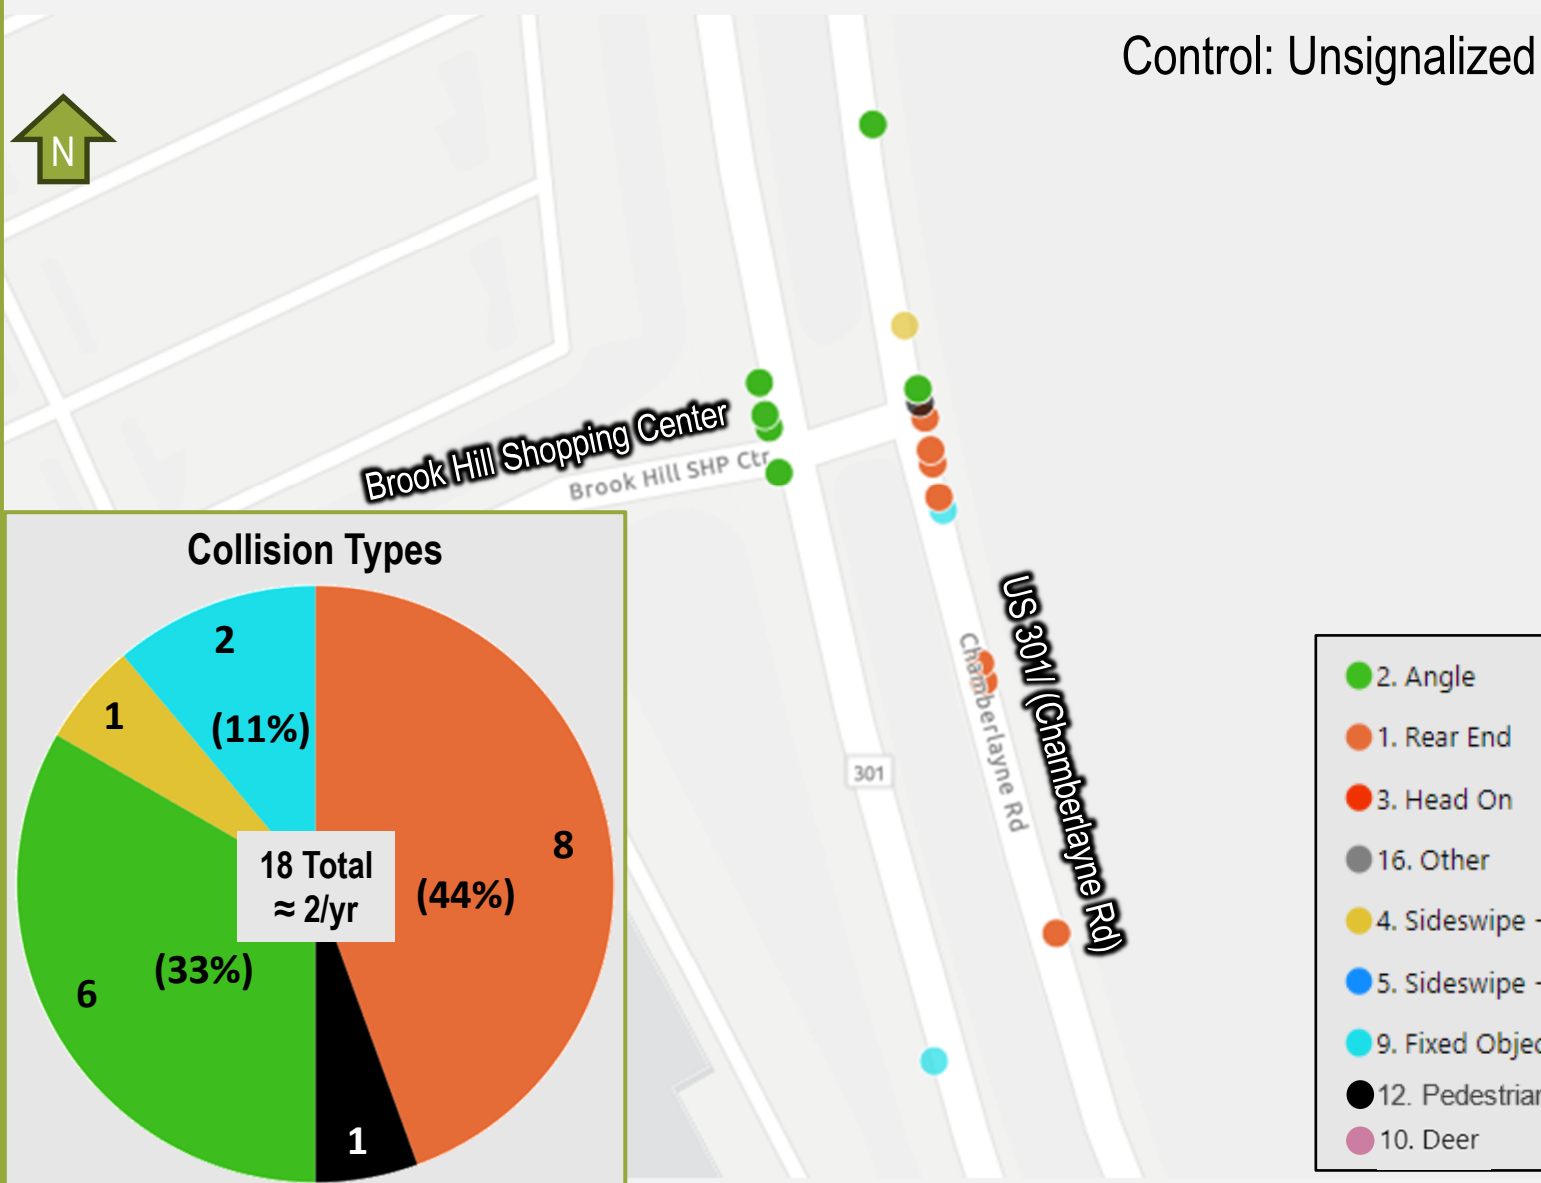 Control: Unsignalized
N
Brook Hill Shopping Center
Brook Hill SHP Ctr
US 301/ (Chamberlayne Rd)
Chamberlayne Rd
301
Collision Types
2
(11%)
1
8
(44%)
18 Total
≈ 2/yr
(33%)
6
1
2. Angle
1. Rear End
3. Head On
16. Other
4. Sideswipe -
5. Sideswipe -
9. Fixed Objec
12. Pedestrian
10. Deer